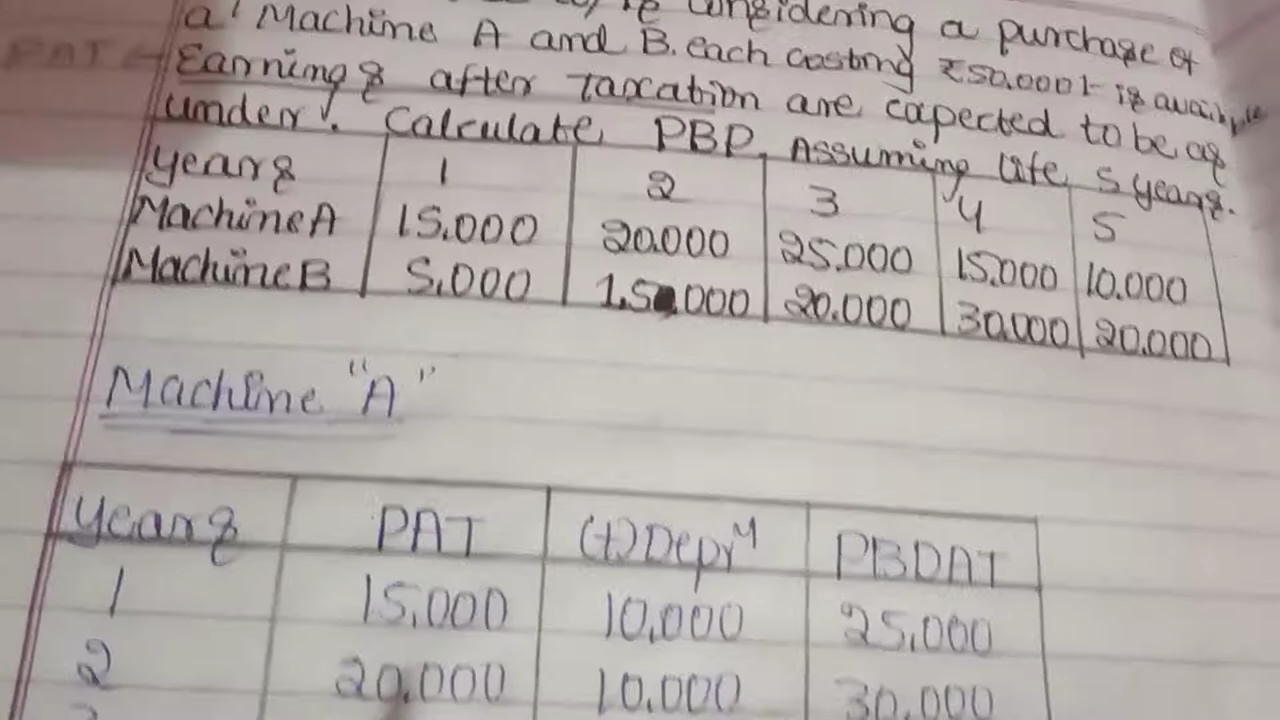 considering a purchase of
a Machine A and B. each costing ₹50,000/- is available
Earnings after Taxation are expected to be as
under. Calculate PBP, Assuming life 5 years.
years 1 2 3 4 5
Machine A 15.000 20.000 25.000 15.000 10.000
Machine B 5.000 15.000 20.000 30.000 20.000
Machine "A"
years PAT (+) Deprⁿ PBDAT
1 15,000 10,000 25,000
2 20,000 10,000 30,000